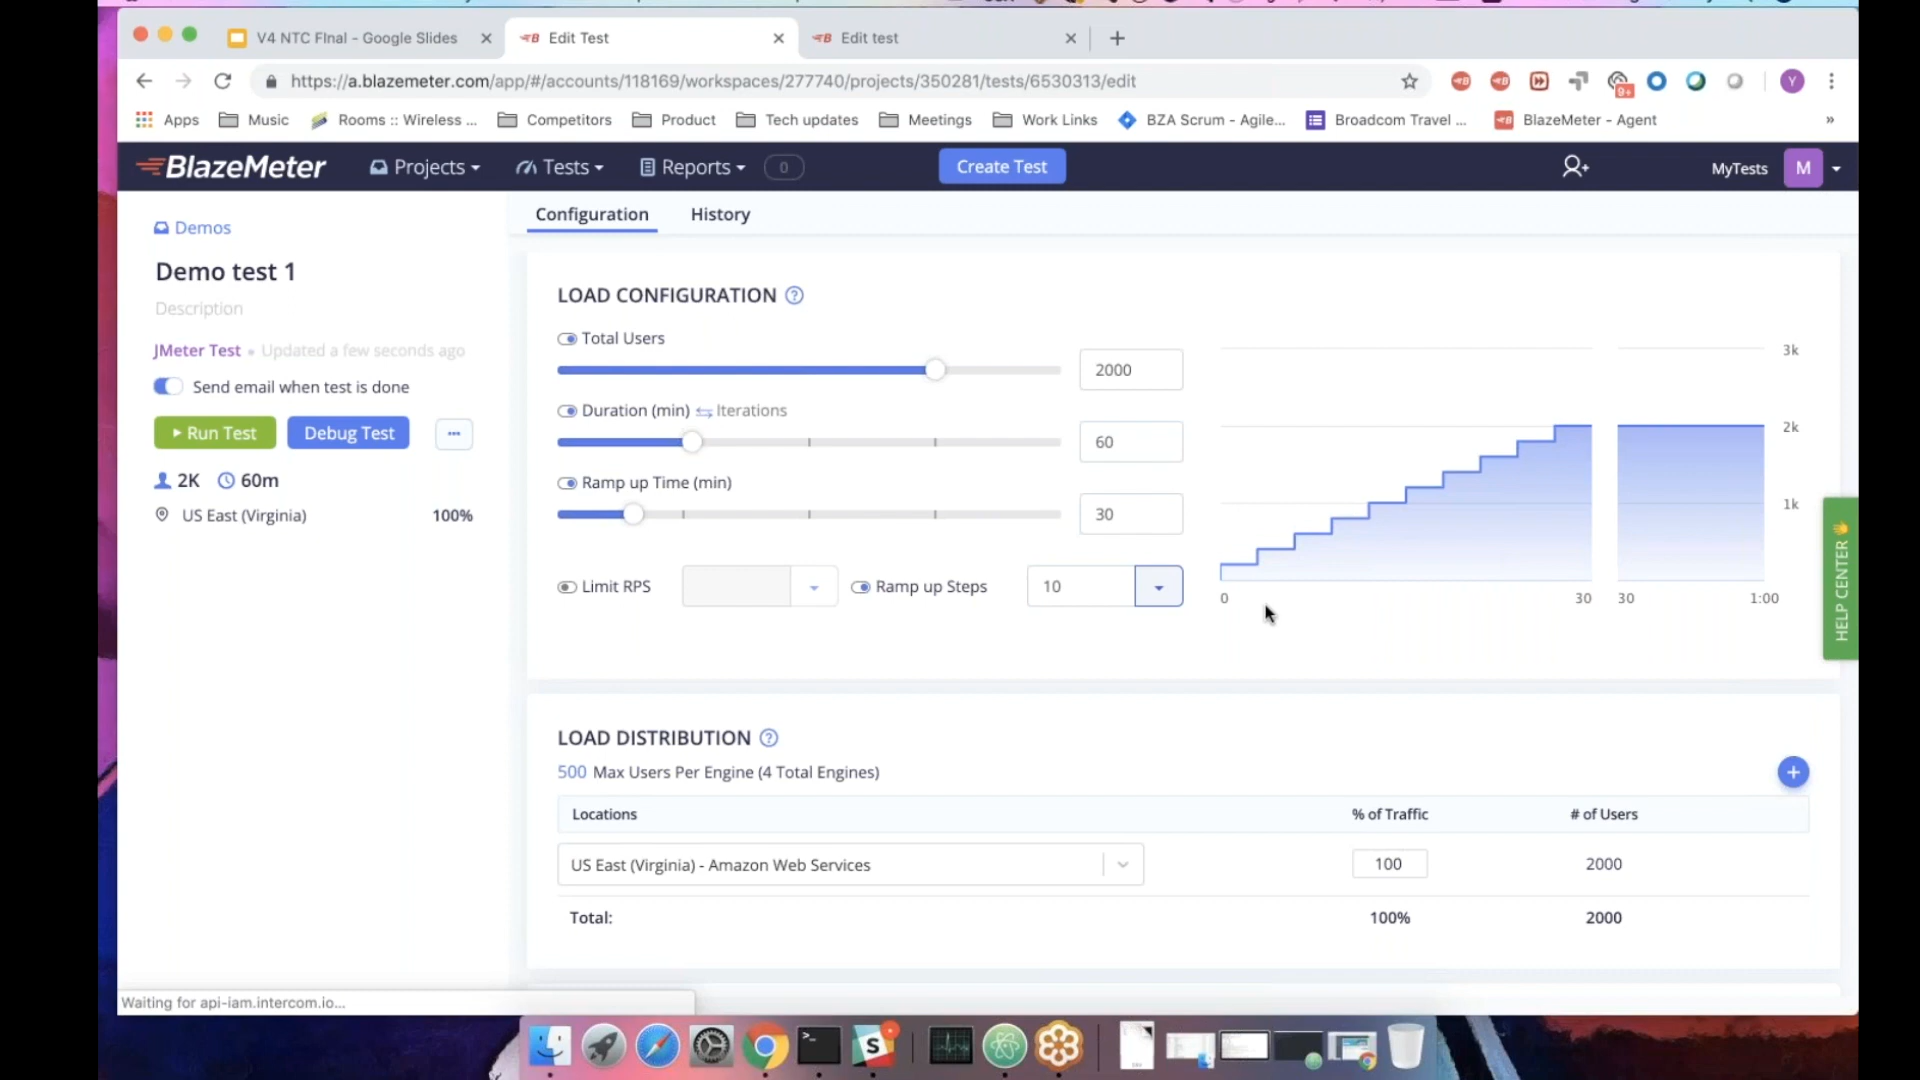 V4 NTC FInal - Google Slides
Edit Test
Edit test
https://a.blazemeter.com/app/#/accounts/118169/workspaces/277740/projects/350281/tests/6530313/edit
9+
Y
Apps
Music
Rooms :: Wireless ...
Competitors
Product
Tech updates
Meetings
Work Links
BZA Scrum - Agile...
Broadcom Travel ...
BlazeMeter - Agent
»
BlazeMeter
Projects
Tests
Reports
0
Create Test
MyTests
M
Demos
Configuration
History
Demo test 1
Description
JMeter Test • Updated a few seconds ago
Send email when test is done
Run Test
Debug Test
...
2K
60m
US East (Virginia)
100%
LOAD CONFIGURATION ?
Total Users
2000
Duration (min) Iterations
60
Ramp up Time (min)
30
Limit RPS
Ramp up Steps
10
3k
2k
1k
0
30
30
1:00
HELP CENTER
LOAD DISTRIBUTION ?
500 Max Users Per Engine (4 Total Engines)
Locations
% of Traffic
# of Users
US East (Virginia) - Amazon Web Services
100
2000
Total:
100%
2000
Waiting for api-iam.intercom.io...
S